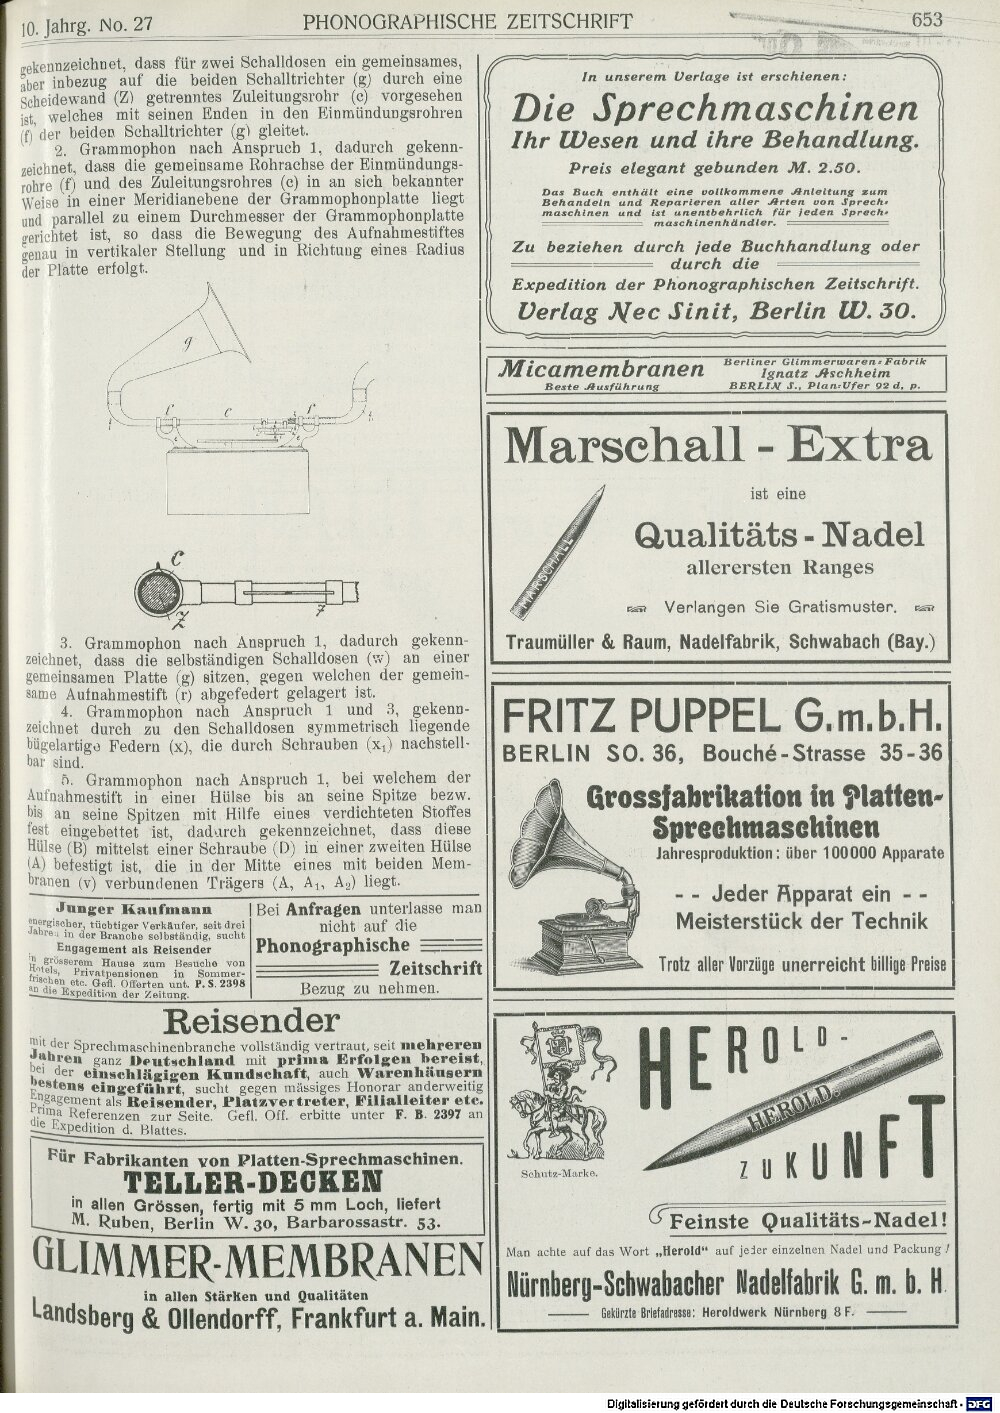 10. Jahrg. No. 27
PHONOGRAPHISCHE ZEITSCHRIFT
653
gekennzeichnet, dass für zwei Schalldosen ein gemeinsames,
aber inbezug auf die beiden Schalltrichter (g) durch eine
Scheidewand (Z) getrenntes Zuleitungsrohr (c) vorgesehen
ist, welches mit seinen Enden in den Einmündungsrohren
(f) der beiden Schalltrichter (g) gleitet.
2. Grammophon nach Anspruch 1, dadurch gekenn-
zeichnet, dass die gemeinsame Rohrachse der Einmündungs-
rohre (f) und des Zuleitungsrohres (c) in an sich bekannter
Weise in einer Meridianebene der Grammophonplatte liegt
und parallel zu einem Durchmesser der Grammophonplatte
gerichtet ist, so dass die Bewegung des Aufnahmestiftes
genau in vertikaler Stellung und in Richtung eines Radius
der Platte erfolgt.
g
f c f
C
Z 7
3. Grammophon nach Anspruch 1, dadurch gekenn-
zeichnet, dass die selbständigen Schalldosen (w) an einer
gemeinsamen Platte (g) sitzen, gegen welchen der gemein-
same Aufnahmestift (r) abgefedert gelagert ist.
4. Grammophon nach Anspruch 1 und 3, gekenn-
zeichnet durch zu den Schalldosen symmetrisch liegende
bügelartige Federn (x), die durch Schrauben (x₁) nachstell-
bar sind.
5. Grammophon nach Anspruch 1, bei welchem der
Aufnahmestift in einer Hülse bis an seine Spitze bezw.
bis an seine Spitzen mit Hilfe eines verdichteten Stoffes
fest eingebettet ist, dadurch gekennzeichnet, dass diese
Hülse (B) mittelst einer Schraube (D) in einer zweiten Hülse
(A) befestigt ist, die in der Mitte eines mit beiden Mem-
branen (v) verbundenen Trägers (A, A₁, A₂) liegt.
Junger Kaufmann
energischer, tüchtiger Verkäufer, seit drei
Jahren in der Branche selbständig, sucht
Engagement als Reisender
in grösserem Hause zum Besuche von
Hotels, Privatpensionen in Sommer-
frischen etc. Gefl. Offerten unt. P. S. 2398
an die Expedition der Zeitung.
Bei Anfragen unterlasse man
nicht auf die
Phonographische
Zeitschrift
Bezug zu nehmen.
Reisender
mit der Sprechmaschinenbranche vollständig vertraut, seit mehreren
Jahren ganz Deutschland mit prima Erfolgen bereist,
bei der einschlägigen Kundschaft, auch Warenhäusern
bestens eingeführt, sucht gegen mässiges Honorar anderweitig
Engagement als Reisender, Platzvertreter, Filialleiter etc.
Prima Referenzen zur Seite. Gefl. Off. erbitte unter F. B. 2397 an
die Expedition d. Blattes.
Für Fabrikanten von Platten-Sprechmaschinen.
TELLER-DECKEN
in allen Grössen, fertig mit 5 mm Loch, liefert
M. Ruben, Berlin W. 30, Barbarossastr. 53.
GLIMMER-MEMBRANEN
in allen Stärken und Qualitäten
Landsberg & Ollendorff, Frankfurt a. Main.
In unserem Verlage ist erschienen:
Die Sprechmaschinen
Ihr Wesen und ihre Behandlung.
Preis elegant gebunden M. 2.50.
Das Buch enthält eine vollkommene Anleitung zum
Behandeln und Reparieren aller Arten von Sprech-
maschinen und ist unentbehrlich für jeden Sprech-
maschinenhändler.
Zu beziehen durch jede Buchhandlung oder
durch die
Expedition der Phonographischen Zeitschrift.
Verlag Nec Sinit, Berlin W. 30.
Micamembranen
Beste Ausführung
Berliner Glimmerwaren-Fabrik
Ignatz Aschheim
BERLIN S., Plan-Ufer 92 d, p.
Marschall - Extra
ist eine
Qualitäts - Nadel
allerersten Ranges
MARSCHALL
Verlangen Sie Gratismuster.
Traumüller & Raum, Nadelfabrik, Schwabach (Bay.)
FRITZ PUPPEL G.m.b.H.
BERLIN SO. 36, Bouché-Strasse 35-36
Grossfabrikation in Platten-
Sprechmaschinen
Jahresproduktion: über 100000 Apparate
- - Jeder Apparat ein - -
Meisterstück der Technik
Trotz aller Vorzüge unerreicht billige Preise
HEROLD-
HEROLD.
ZUKUNFT
Schutz-Marke.
Feinste Qualitäts-Nadel!
Man achte auf das Wort „Herold“ auf jeder einzelnen Nadel und Packung!
Nürnberg-Schwabacher Nadelfabrik G. m. b. H.
Gekürzte Briefadresse: Heroldwerk Nürnberg 8 F.
Digitalisierung gefördert durch die Deutsche Forschungsgemeinschaft - DFG